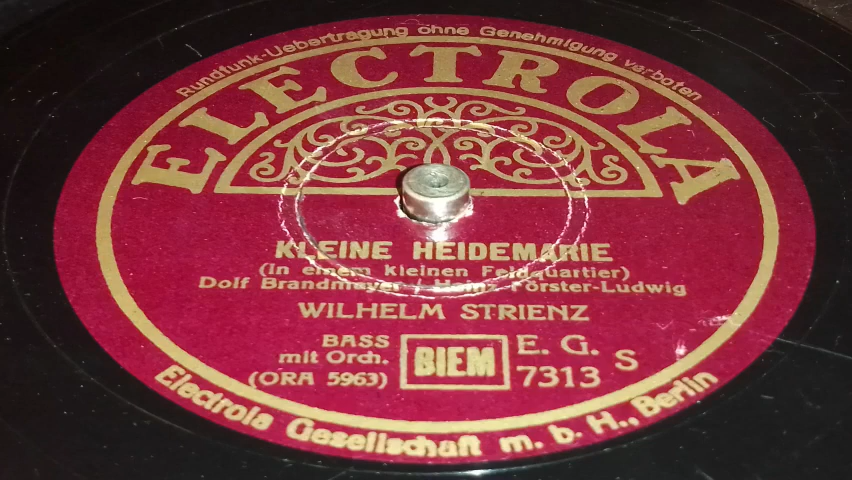 Rundfunk-Uebertragung ohne Genehmigung verboten
ELECTROLA
KLEINE HEIDEMARIE
(In einem kleinen Feldquartier)
Dolf Brandmayer / Heinz Förster-Ludwig
WILHELM STRIENZ
BASS
mit Orch.
(ORA 5963)
BIEM
E. G.
7313
S
Electrola Gesellschaft m. b. H., Berlin